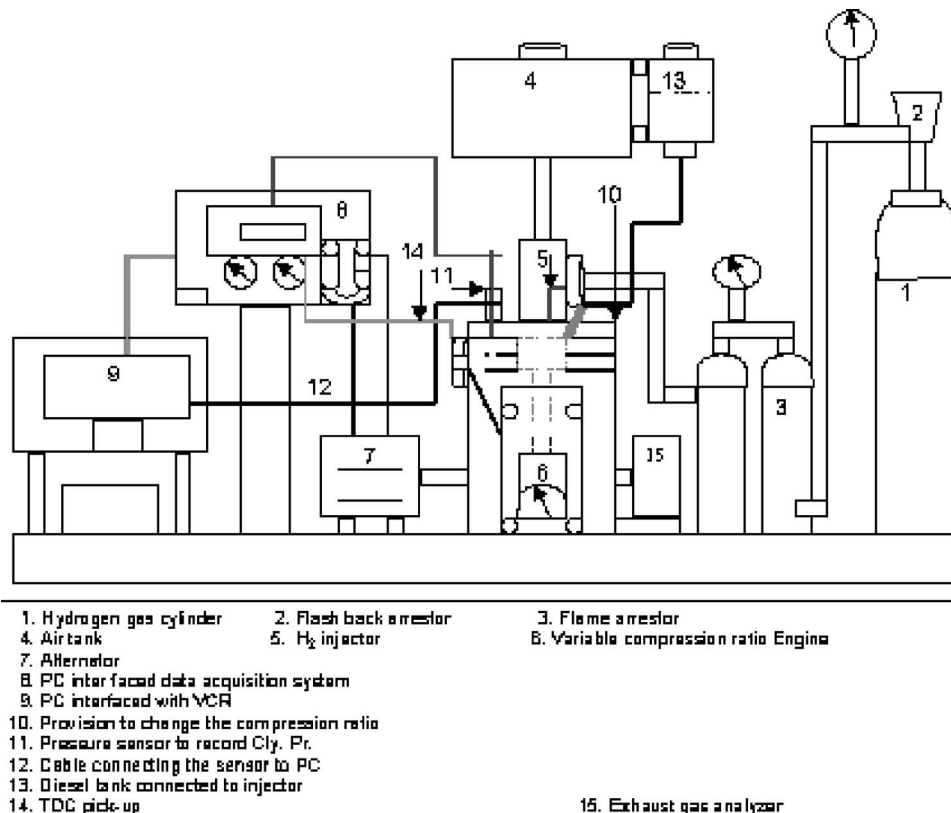 4
13
2
10
8
14
5
11
1
9
12
3
7
6
15
1. Hydrogen gas cylinder 2. Flash back arrestor 3. Flame arrestor
4. Air tank 5. H₂ injector 6. Variable compression ratio Engine
7. Alternator
8. PC interfaced data acquisition system
9. PC interfaced with VCR
10. Provision to change the compression ratio
11. Pressure sensor to record Cly. Pr.
12. Cable connecting the sensor to PC
13. Diesel tank connected to injector
14. TDC pick-up 15. Exhaust gas analyzer